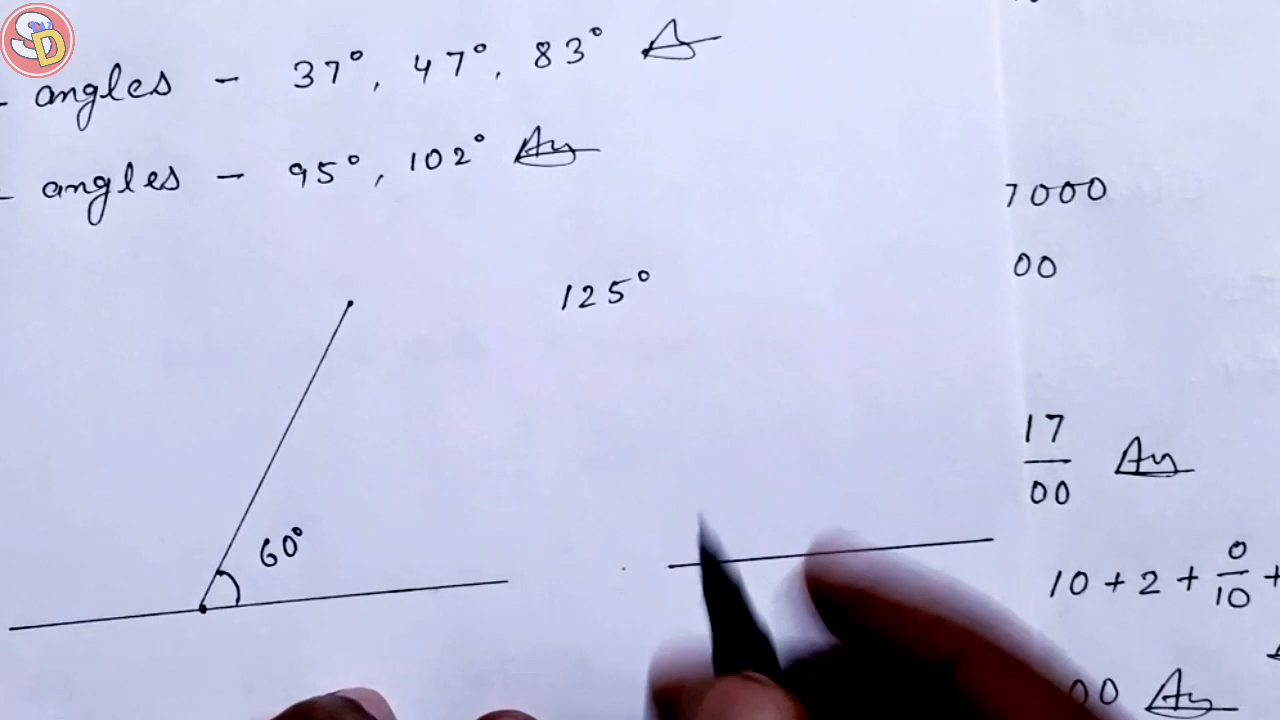 SD
angles - 37°, 47°, 83° Ans
angles - 95°, 102° Ans
125°
60°
7000
00
17
00
Ans
10 + 2 + 0/10 +
00 Ans